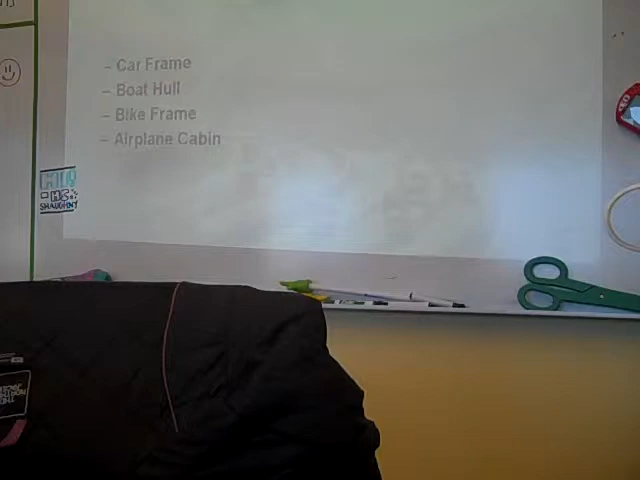 - Car Frame
- Boat Hull
- Bike Frame
- Airplane Cabin